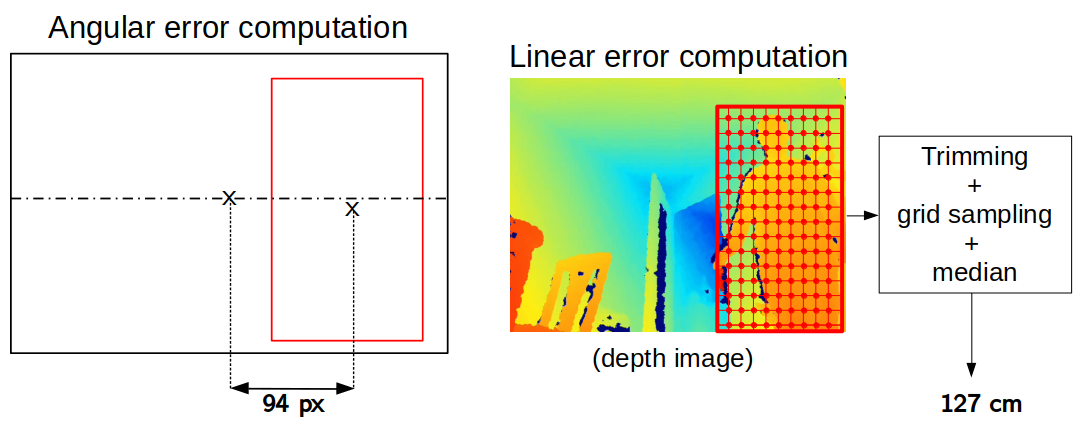 Angular error computation
x
x
94 px
Linear error computation
(depth image)
Trimming
+
grid sampling
+
median
127 cm